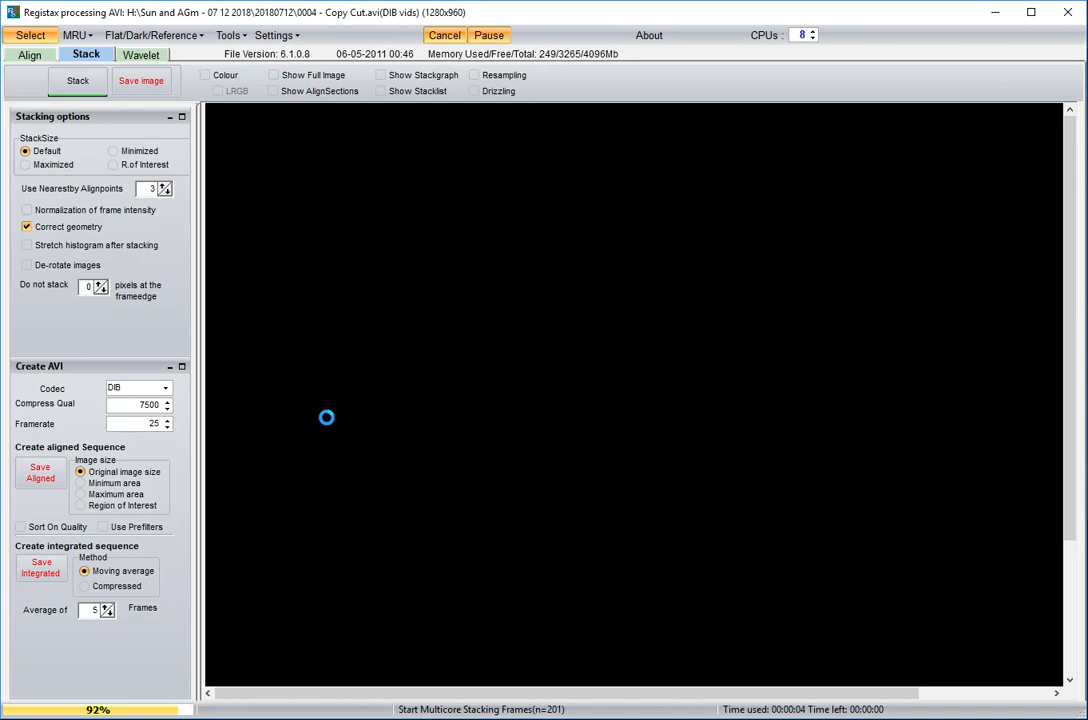 Registax processing AVI: H:\Sun and AGm - 07 12 2018\20180712\0004 - Copy Cut.avi(DIB vids) (1280x960)
Select MRU Flat/Dark/Reference Tools Settings Cancel Pause About CPUs : 8
Align Stack Wavelet File Version: 6.1.0.8 06-05-2011 00:46 Memory Used/Free/Total: 249/3265/4096Mb
Stack Save image
Colour Show Full Image Show Stackgraph Resampling
LRGB Show AlignSections Show Stacklist Drizzling
Stacking options
StackSize
Default Minimized
Maximized R.of Interest
Use Nearestby Alignpoints 3
Normalization of frame intensity
Correct geometry
Stretch histogram after stacking
De-rotate images
Do not stack 0 pixels at the
frameedge
Create AVI
Codec DIB
Compress Qual 7500
Framerate 25
Create aligned Sequence
Save
Aligned
Image size
Original image size
Minimum area
Maximum area
Region of Interest
Sort On Quality Use Prefilters
Create integrated sequence
Save
Integrated
Method
Moving average
Compressed
Average of 5 Frames
92% Start Multicore Stacking Frames(n=201) Time used: 00:00:04 Time left: 00:00:00